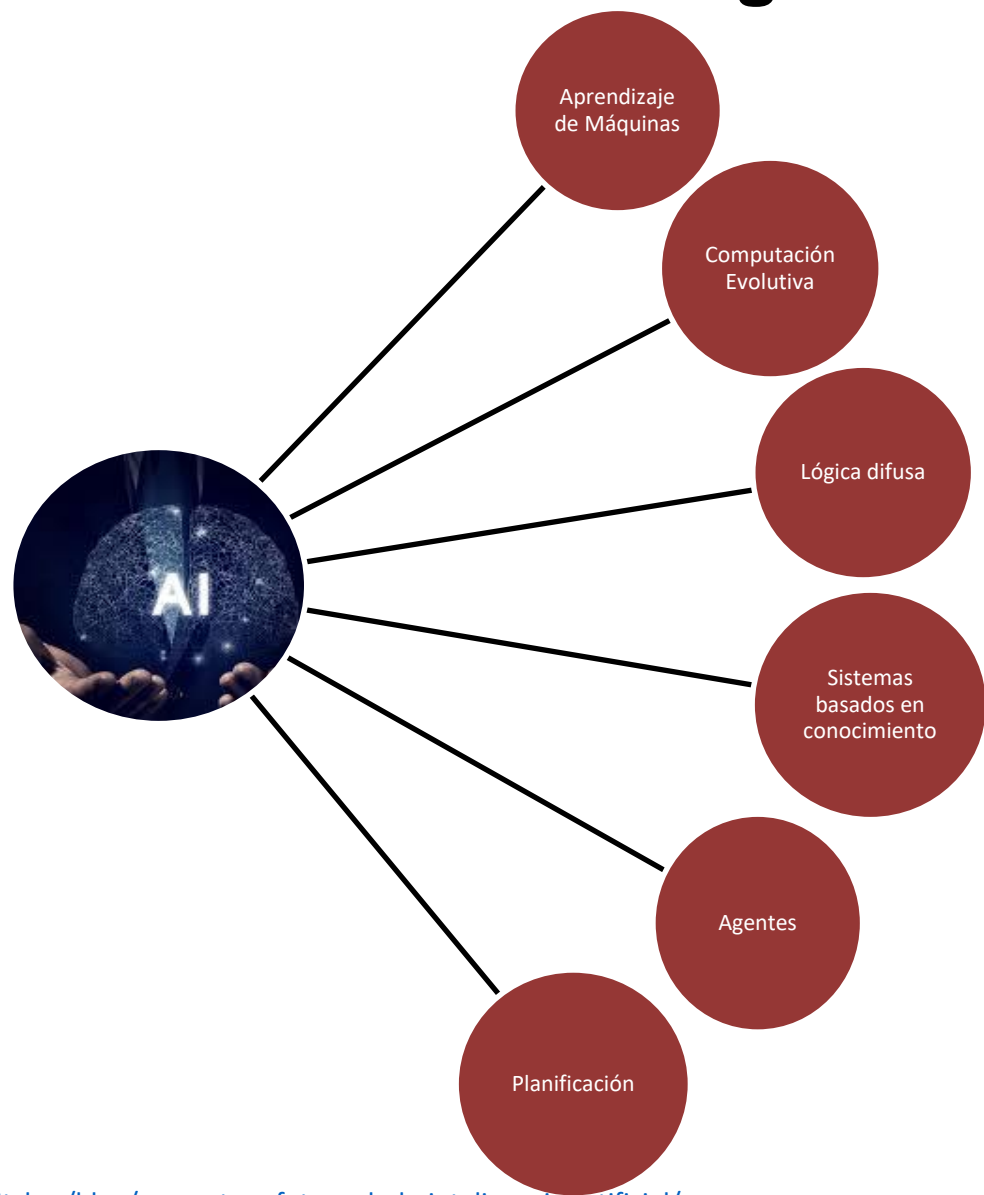 Aprendizaje
de Máquinas
Computación
Evolutiva
Lógica difusa
AI
Sistemas
basados en
conocimiento
Agentes
Planificación